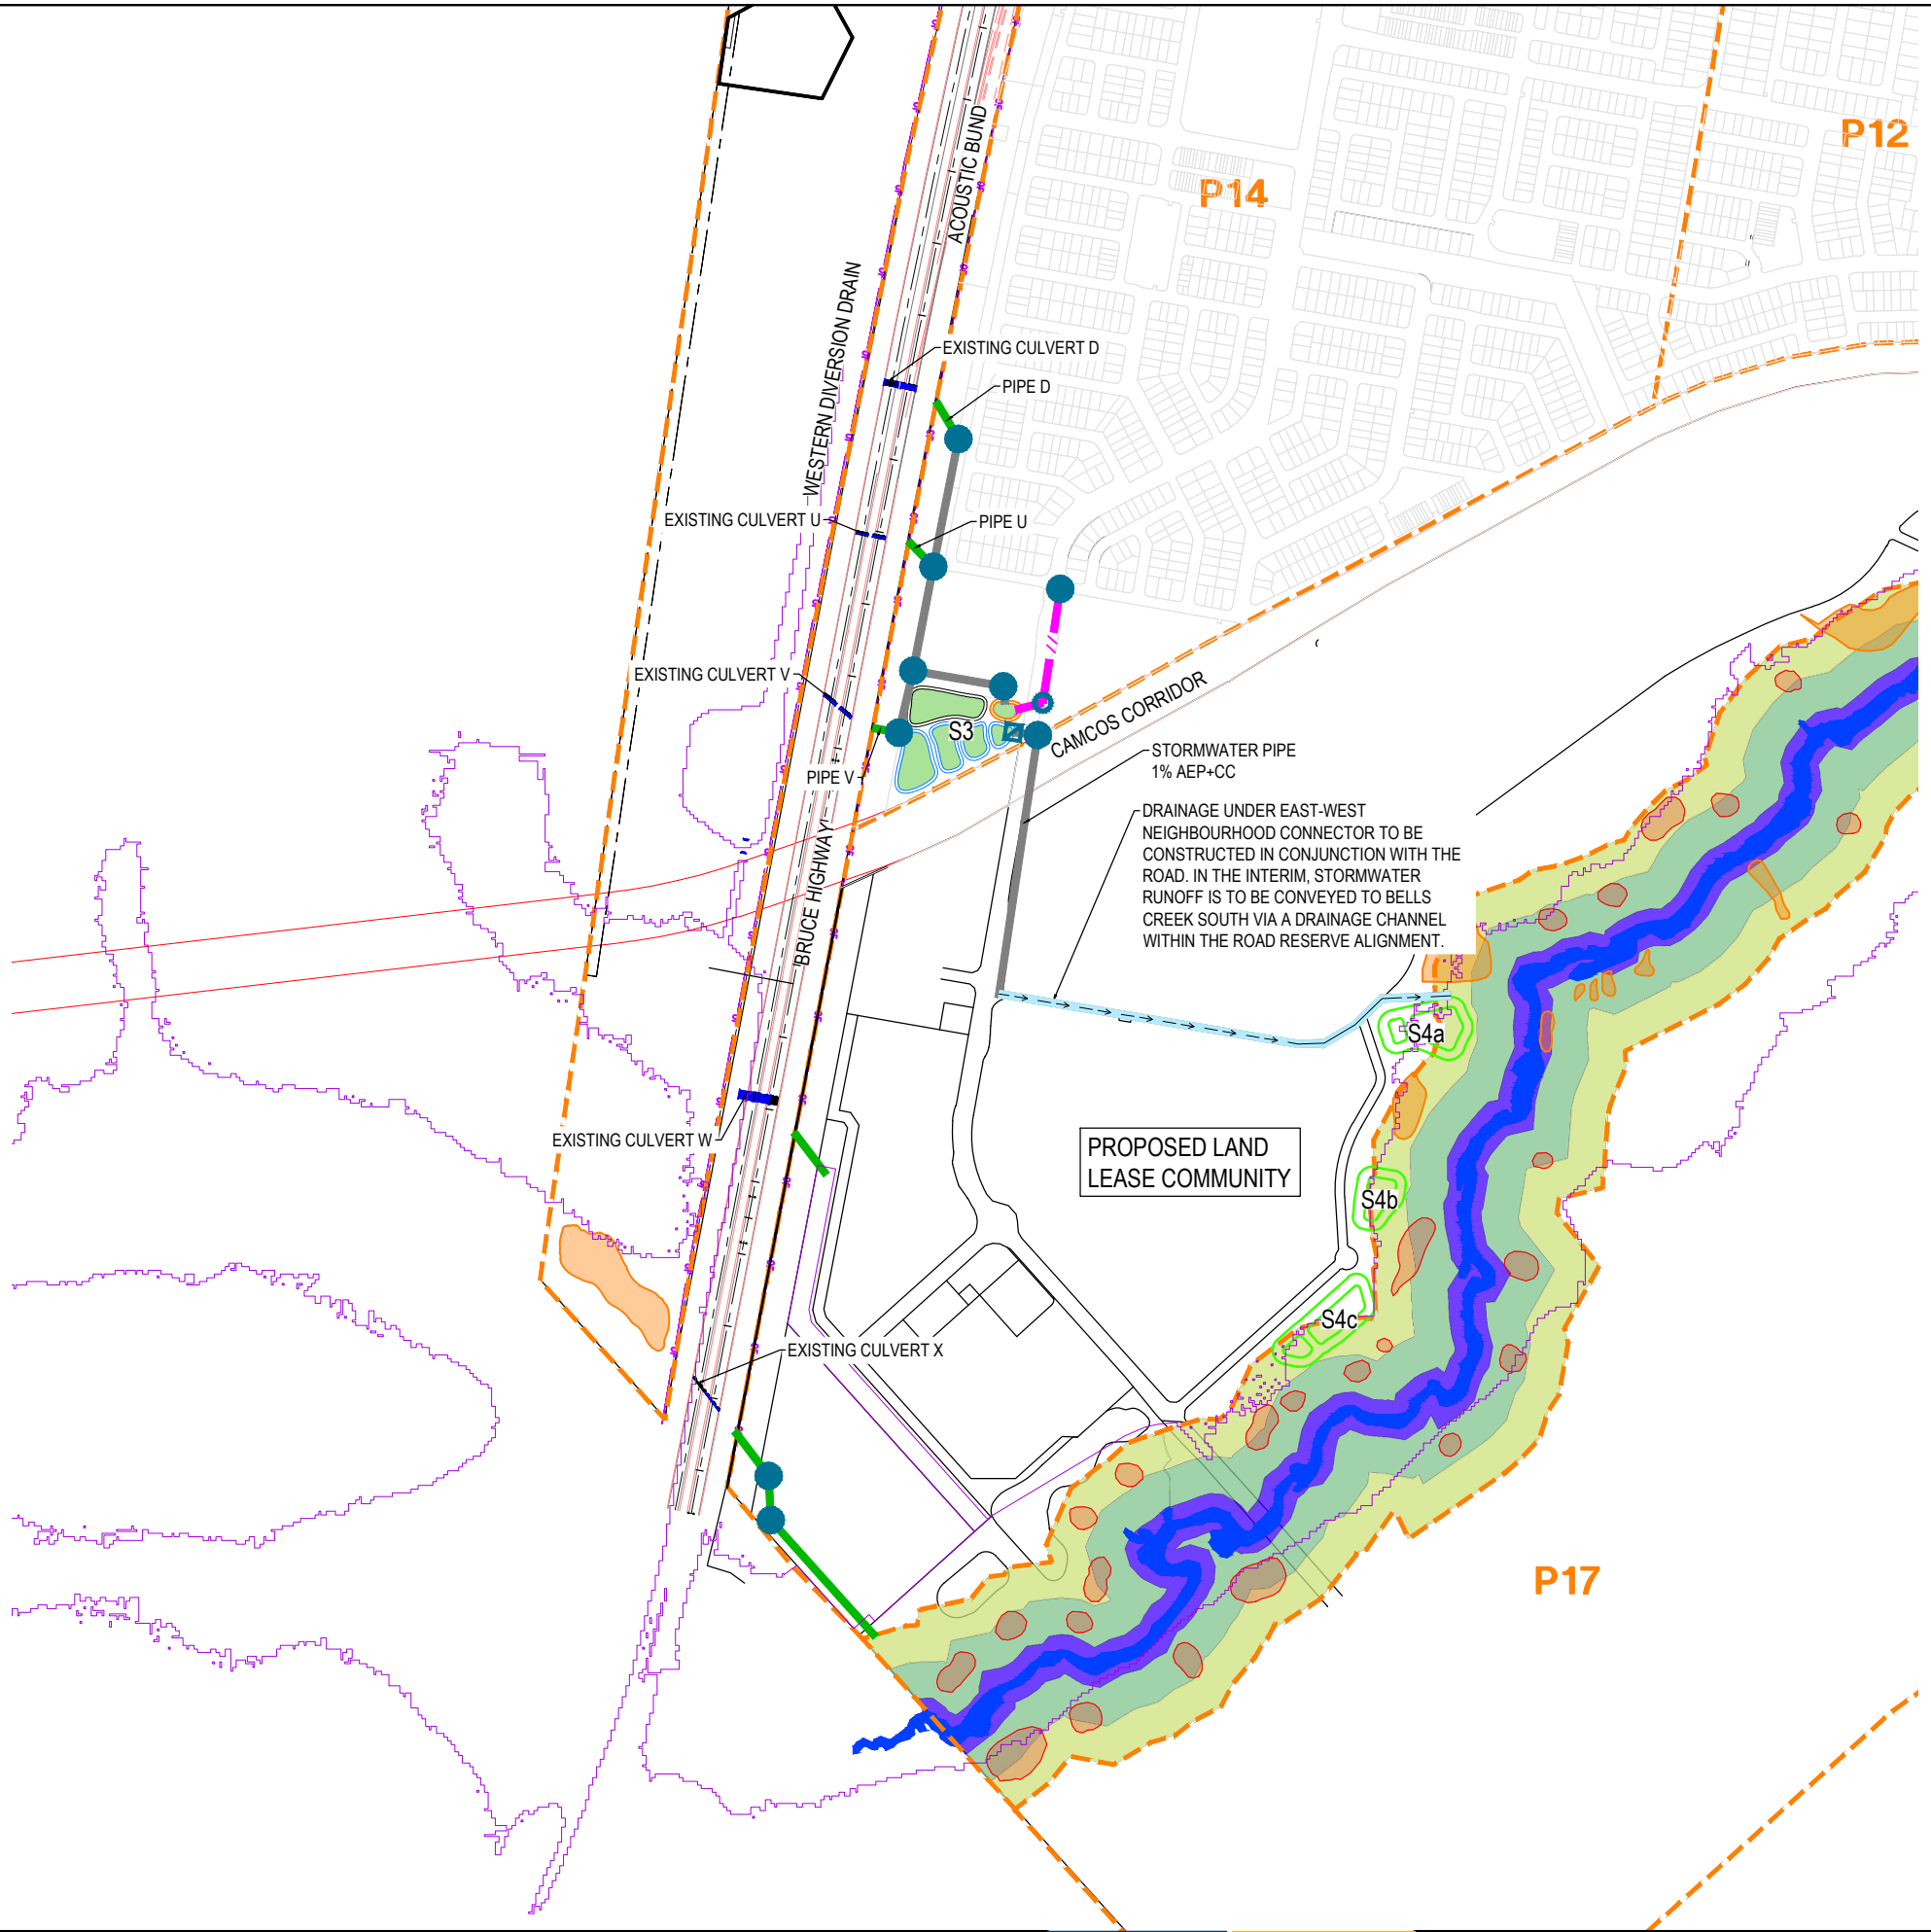 P12
P14
ACOUSTIC BUND
WESTERN DIVERSION DRAIN
EXISTING CULVERT D
PIPE D
EXISTING CULVERT U
PIPE U
EXISTING CULVERT V
S3
CAMCOS CORRIDOR
PIPE V
STORMWATER PIPE
1% AEP+CC
BRUCE HIGHWAY
DRAINAGE UNDER EAST-WEST
NEIGHBOURHOOD CONNECTOR TO BE
CONSTRUCTED IN CONJUNCTION WITH THE
ROAD. IN THE INTERIM, STORMWATER
RUNOFF IS TO BE CONVEYED TO BELLS
CREEK SOUTH VIA A DRAINAGE CHANNEL
WITHIN THE ROAD RESERVE ALIGNMENT.
S4a
EXISTING CULVERT W
PROPOSED LAND
LEASE COMMUNITY
S4b
S4c
EXISTING CULVERT X
P17